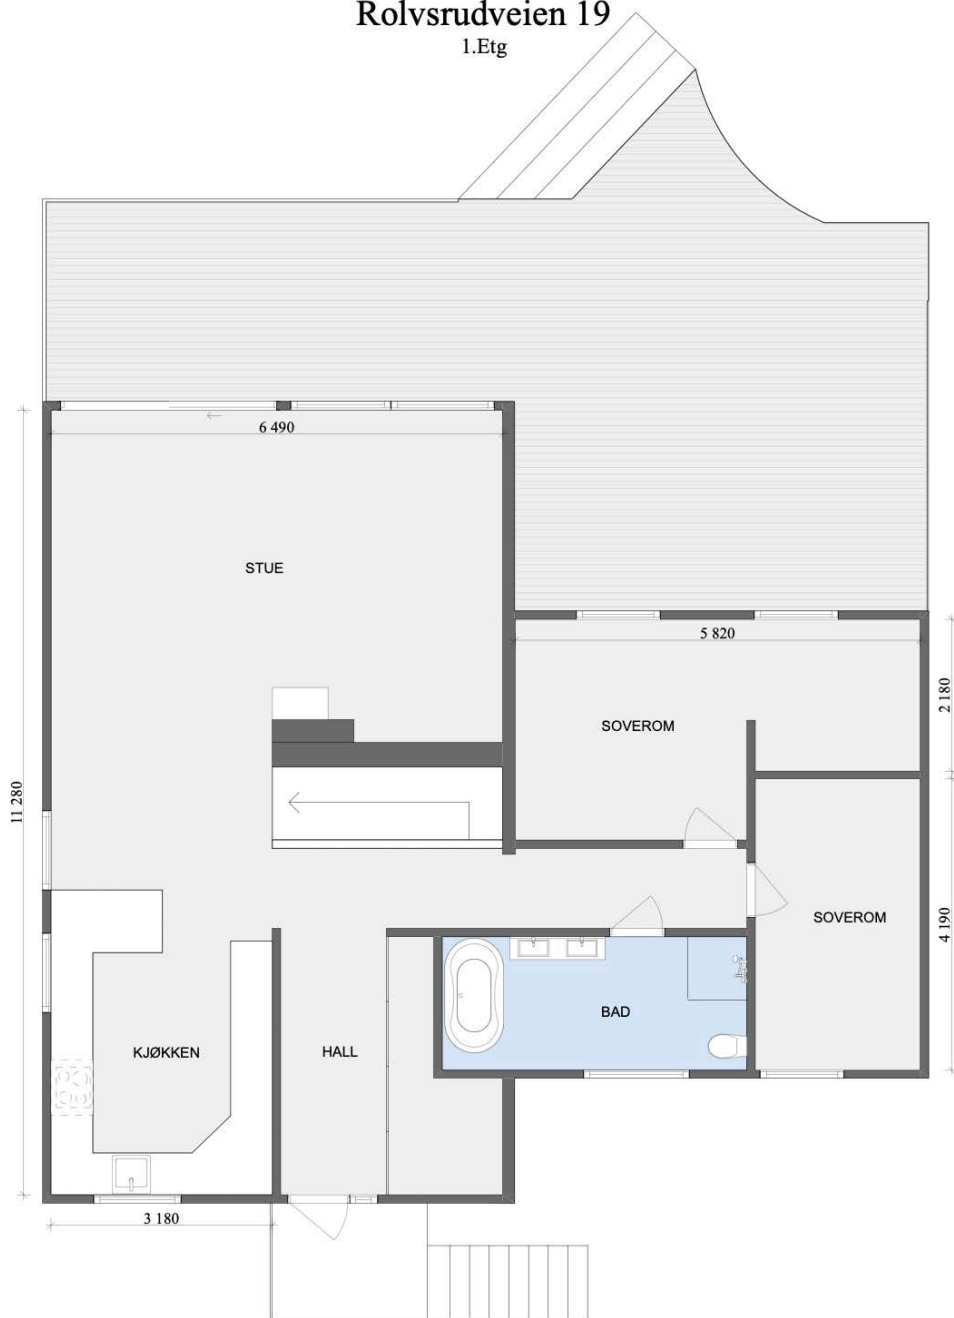 Rolvsrudveien 19
1.Etg
6 490
STUE
5 820
2 180
SOVEROM
11 280
SOVEROM
4 190
BAD
KJØKKEN
HALL
3 180